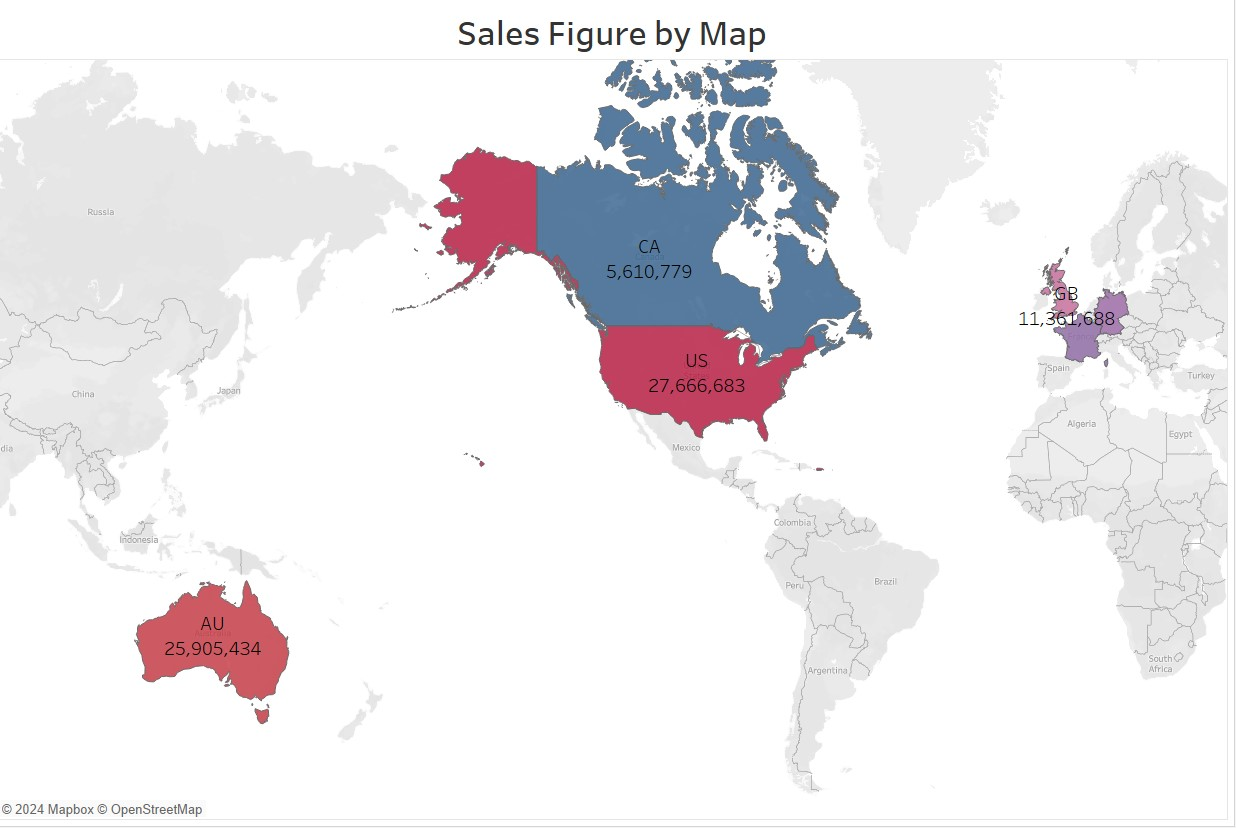 Sales Figure by Map
Russia
CA
5,610,779
GB
11,361,688
US
27,666,683
Spain
Turkey
Japan
China
Algeria
Egypt
Mexico
dia
Colombia
Indonesia
Peru
Brazil
AU
25,905,434
South
Africa
Argentina
© 2024 Mapbox © OpenStreetMap